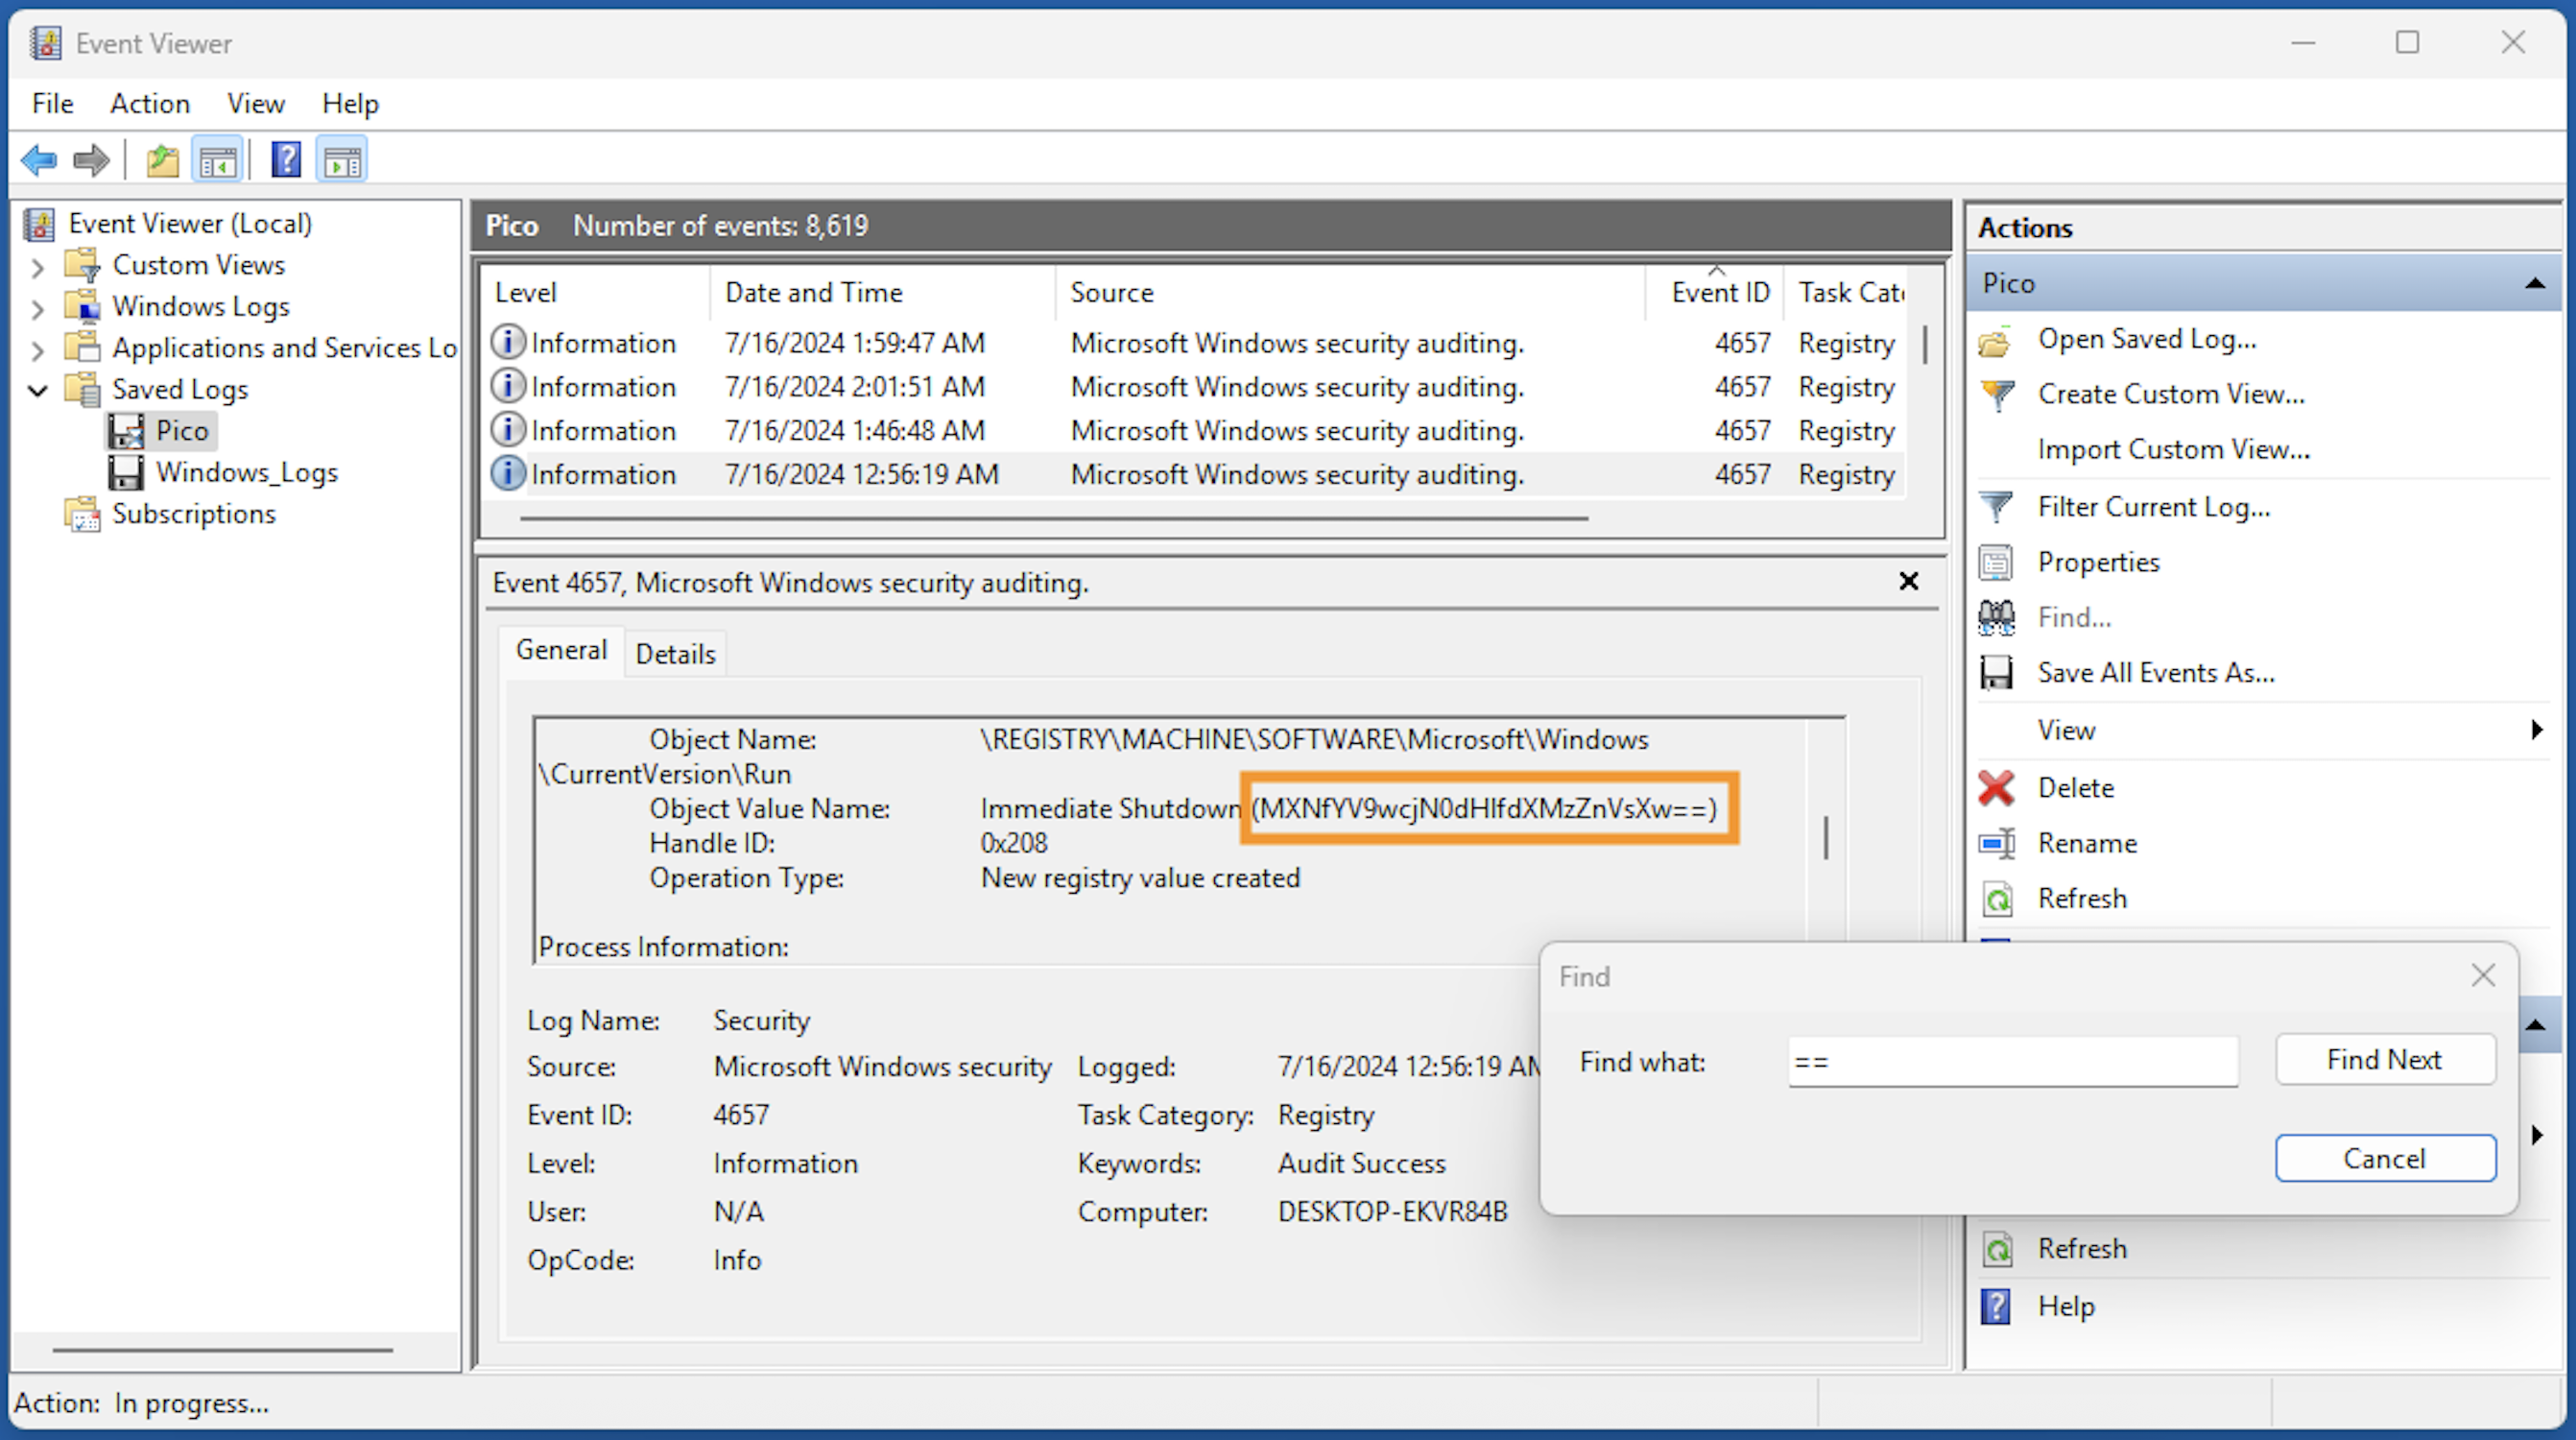 Event Viewer
File Action View Help
Event Viewer (Local)
Custom Views
Windows Logs
Applications and Services Lo
Saved Logs
Pico
Windows_Logs
Subscriptions
Pico Number of events: 8,619
Level Date and Time Source Event ID Task Cate
Information 7/16/2024 1:59:47 AM Microsoft Windows security auditing. 4657 Registry
Information 7/16/2024 2:01:51 AM Microsoft Windows security auditing. 4657 Registry
Information 7/16/2024 1:46:48 AM Microsoft Windows security auditing. 4657 Registry
Information 7/16/2024 12:56:19 AM Microsoft Windows security auditing. 4657 Registry
Event 4657, Microsoft Windows security auditing.
General Details
Object Name: \REGISTRY\MACHINE\SOFTWARE\Microsoft\Windows
\CurrentVersion\Run
Object Value Name: Immediate Shutdown (MXNfYV9wcjN0dHlfdXMzZnVsXw==)
Handle ID: 0x208
Operation Type: New registry value created
Process Information:
Log Name: Security
Source: Microsoft Windows security Logged: 7/16/2024 12:56:19 AM
Event ID: 4657 Task Category: Registry
Level: Information Keywords: Audit Success
User: N/A Computer: DESKTOP-EKVR84B
OpCode: Info
Actions
Pico
Open Saved Log...
Create Custom View...
Import Custom View...
Filter Current Log...
Properties
Find...
Save All Events As...
View
Delete
Rename
Refresh
Find
Find what: == Find Next
Cancel
Refresh
Help
Action: In progress...